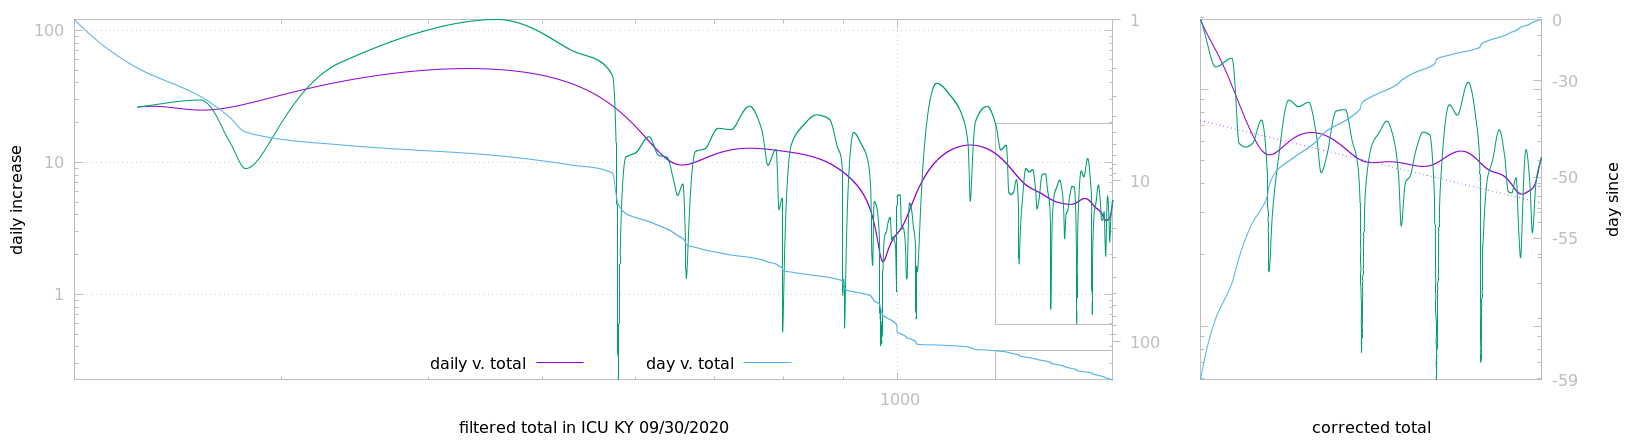 100
10
1
daily increase
daily v. total
day v. total
1
10
100
1000
filtered total in ICU KY 09/30/2020
0
-30
-50
-55
-59
day since
corrected total